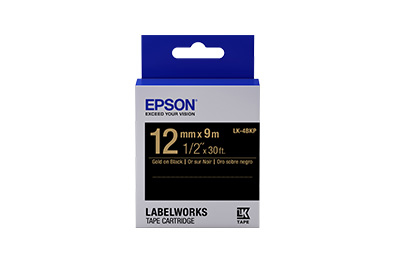 EPSON
EXCEED YOUR VISION
12 mm x 9m
1/2" x 30 ft.
LK-4BKP
Gold on Black | Or sur Noir | Oro sobre negro
LABELWORKS
TAPE CARTRIDGE
LK
TAPE